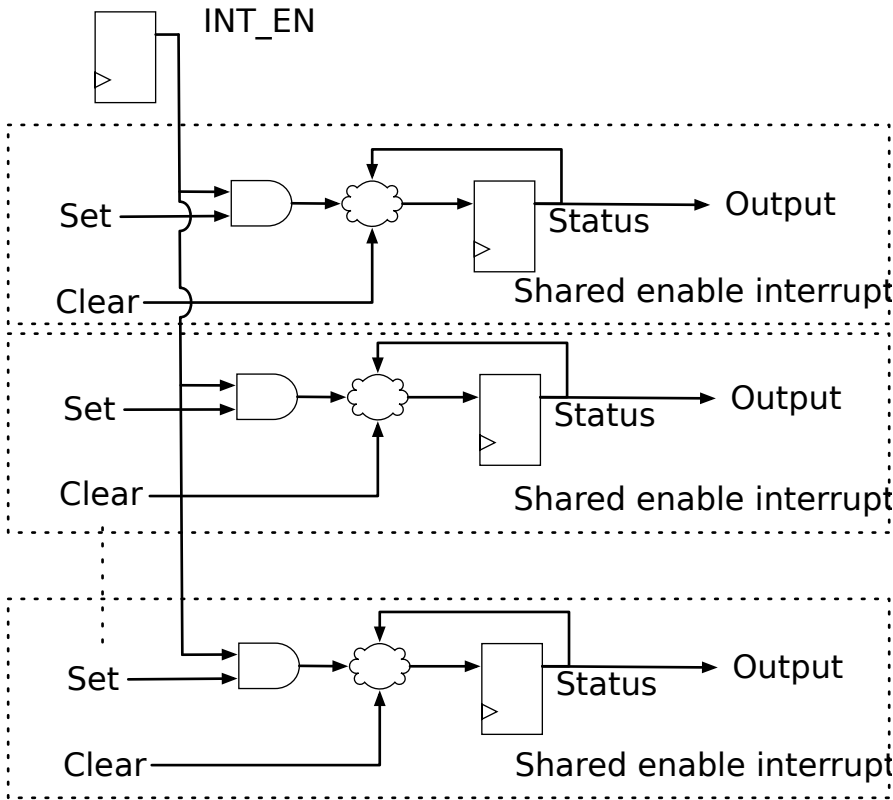 INT_EN
Set
Output
Status
Clear
Shared enable interrupt
Set
Output
Status
Clear
Shared enable interrupt
Set
Output
Status
Clear
Shared enable interrupt